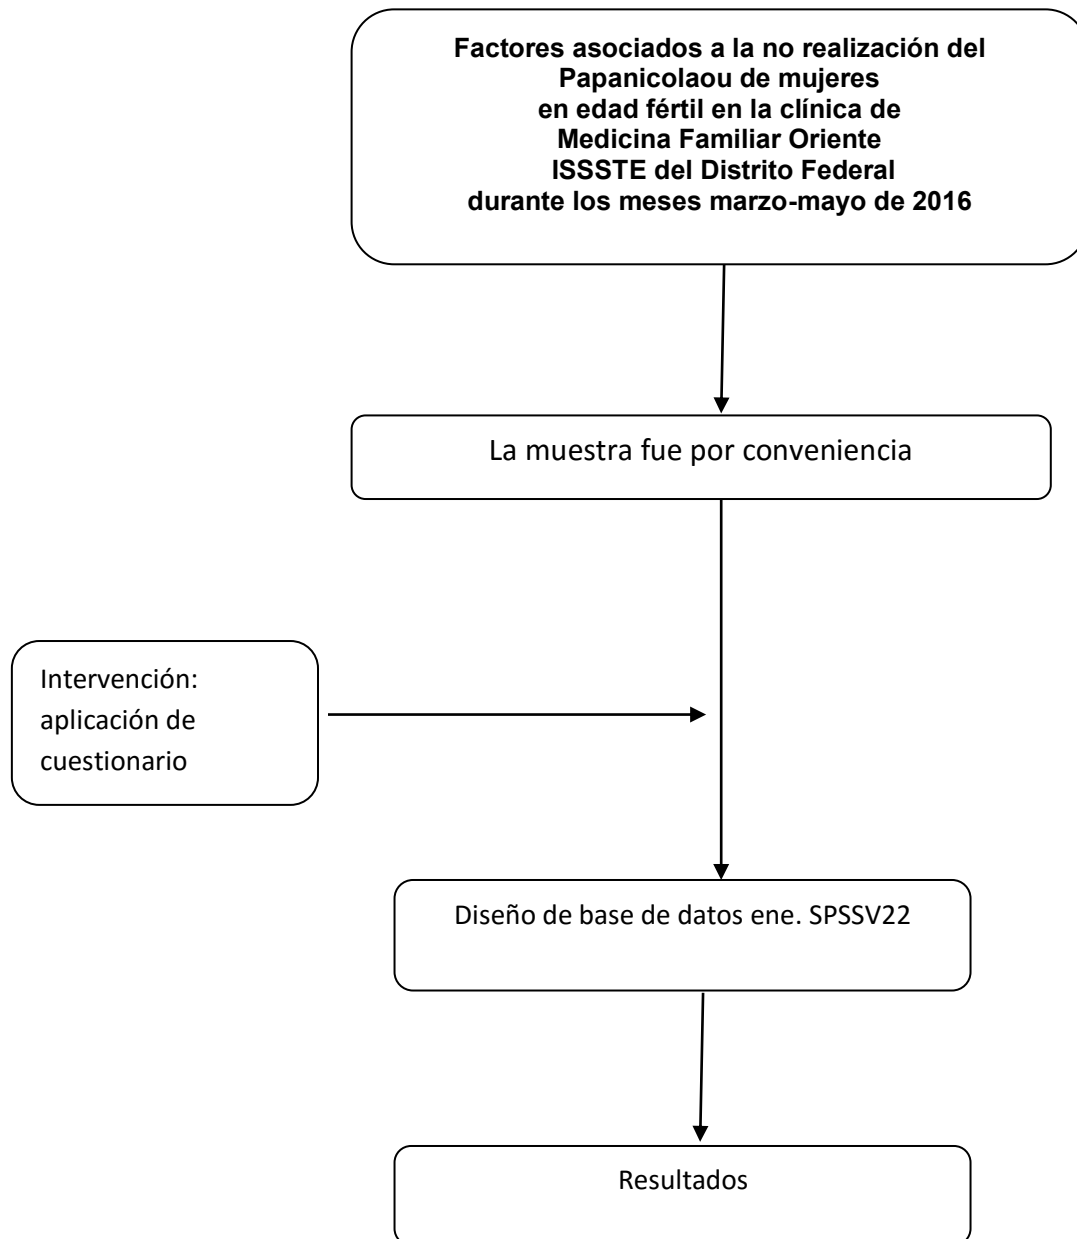 Factores asociados a la no realización del
Papanicolaou de mujeres
en edad fértil en la clínica de
Medicina Familiar Oriente
ISSSTE del Distrito Federal
durante los meses marzo-mayo de 2016
La muestra fue por conveniencia
Intervención:
aplicación de
cuestionario
Diseño de base de datos ene. SPSSV22
Resultados